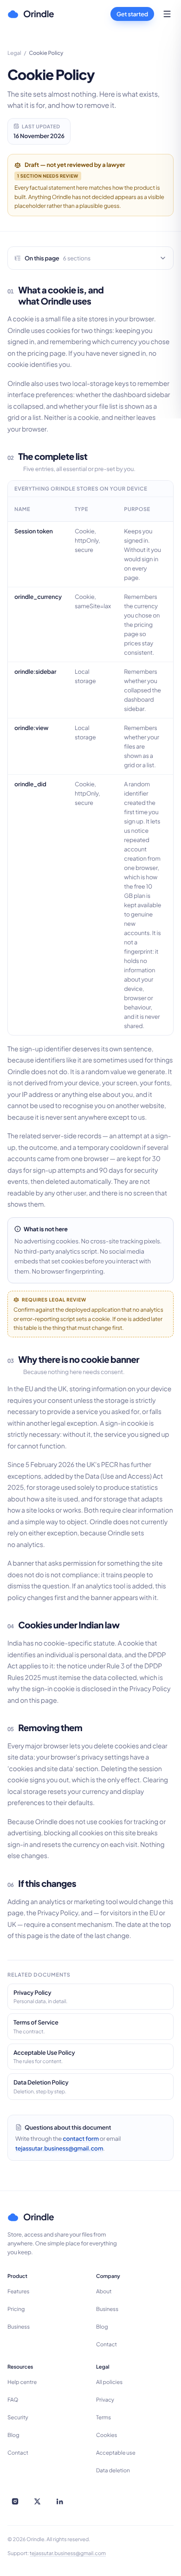 Orindle
Get started
Legal / Cookie Policy
Cookie Policy
The site sets almost nothing. Here is what exists,
what it is for, and how to remove it.
LAST UPDATED
16 November 2026
Draft — not yet reviewed by a lawyer
1 SECTION NEEDS REVIEW
Every factual statement here matches how the product is
built. Anything Orindle has not decided appears as a visible
placeholder rather than a plausible guess.
On this page 6 sections
01 What a cookie is, and
what Orindle uses
A cookie is a small file a site stores in your browser.
Orindle uses cookies for two things: keeping you
signed in, and remembering which currency you chose
on the pricing page. If you have never signed in, no
cookie identifies you.
Orindle also uses two local-storage keys to remember
interface preferences: whether the dashboard sidebar
is collapsed, and whether your file list is shown as a
grid or a list. Neither is a cookie, and neither leaves
your browser.
02 The complete list
Five entries, all essential or pre-set by you.
EVERYTHING ORINDLE STORES ON YOUR DEVICE
NAME TYPE PURPOSE
Session token Cookie, httpOnly, secure Keeps you signed in. Without it you would sign in on every page.
orindle_currency Cookie, sameSite=lax Remembers the currency you chose on the pricing page so prices stay consistent.
orindle:sidebar Local storage Remembers whether you collapsed the dashboard sidebar.
orindle:view Local storage Remembers whether your files are shown as a grid or a list.
orindle_did Cookie, httpOnly, secure A random identifier created the first time you sign up. It lets us notice repeated account creation from one browser, which is how the free 10 GB plan is kept available to genuine new accounts. It is not a fingerprint: it holds no information about your device, browser or behaviour, and it is never shared.
The sign-up identifier deserves its own sentence,
because identifiers like it are sometimes used for things
Orindle does not do. It is a random value we generate. It
is not derived from your device, your screen, your fonts,
your IP address or anything else about you, and it
cannot be used to recognise you on another website,
because it is never sent anywhere except to us.
The related server-side records — an attempt at a sign-
up, the outcome, and a temporary cooldown if several
accounts came from one browser — are kept for 30
days for sign-up attempts and 90 days for security
events, then deleted automatically. They are not
readable by any other user, and there is no screen that
shows them.
What is not here
No advertising cookies. No cross-site tracking pixels.
No third-party analytics script. No social media
embeds that set cookies before you interact with
them. No browser fingerprinting.
REQUIRES LEGAL REVIEW
Confirm against the deployed application that no analytics
or error-reporting script sets a cookie. If one is added later
this table is the thing that must change first.
03 Why there is no cookie banner
Because nothing here needs consent.
In the EU and the UK, storing information on your device
requires your consent unless the storage is strictly
necessary to provide a service you asked for, or falls
within another legal exception. A sign-in cookie is
strictly necessary: without it, the service you signed up
for cannot function.
Since 5 February 2026 the UK's PECR has further
exceptions, added by the Data (Use and Access) Act
2025, for storage used solely to produce statistics
about how a site is used, and for storage that adapts
how a site looks or works. Both require clear information
and a simple way to object. Orindle does not currently
rely on the statistics exception, because Orindle sets
no analytics.
A banner that asks permission for something the site
does not do is not compliance; it trains people to
dismiss banners. If an analytics tool is added, this
policy changes first and the banner appears with it.
04 Cookies under Indian law
India has no cookie-specific statute. A cookie that
identifies an individual is personal data, and the DPDP
Act applies to it: the notice under Rule 3 of the DPDP
Rules 2025 must itemise the data collected, which is
why the sign-in cookie is disclosed in the Privacy Policy
and on this page.
05 Removing them
Every major browser lets you delete cookies and clear
site data; your browser's privacy settings have a
'cookies and site data' section. Deleting the session
cookie signs you out, which is the expected effect.
Clearing local storage resets your currency and display
preferences to their defaults.
Because Orindle does not use cookies for tracking or
advertising, blocking all cookies on this site breaks
sign-in and resets the currency on each visit. Nothing
else changes.
06 If this changes
Adding an analytics or marketing tool would change this
page, the Privacy Policy, and — for visitors in the EU or
UK — require a consent mechanism. The date at the top
of this page is the date of the last change.
RELATED DOCUMENTS
Privacy Policy
Personal data, in detail.
Terms of Service
The contract.
Acceptable Use Policy
The rules for content.
Data Deletion Policy
Deletion, step by step.
Questions about this document
Write through the contact form or email
tejassutar.business@gmail.com.
Orindle
Store, access and share your files from
anywhere. One simple place for everything
you keep.
Product Company
Features About
Pricing Business
Business Blog
Contact
Resources Legal
Help centre All policies
FAQ Privacy
Security Terms
Blog Cookies
Contact Acceptable use
Data deletion
© 2026 Orindle. All rights reserved.
Support: tejassutar.business@gmail.com